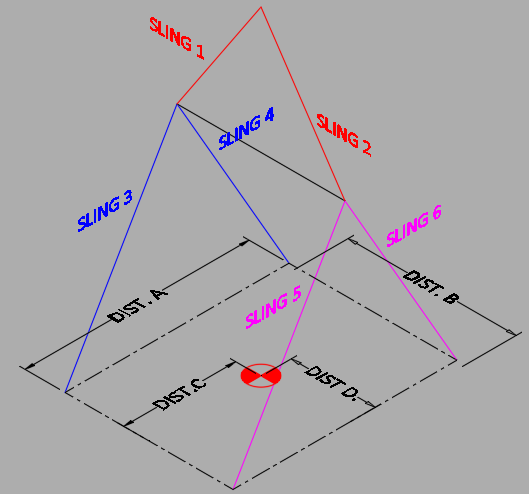 SLING 1
SLING 4
SLING 2
SLING 3
SLING 6
DIST. A
DIST. B
SLING 5
DIST.C
DIST D.